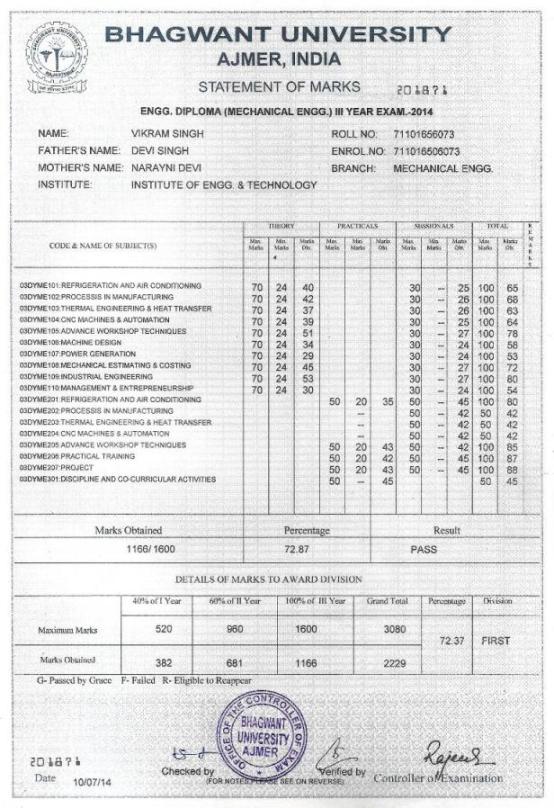 BHAGWANT UNIVERSITY
AJMER, INDIA
STATEMENT OF MARKS
201871
ENGG. DIPLOMA (MECHANICAL ENGG.) III YEAR EXAM.-2014
NAME: VIKRAM SINGH ROLL NO: 71101656073
FATHER'S NAME: DEVI SINGH ENROL.NO: 711016506073
MOTHER'S NAME: NARAYNI DEVI BRANCH: MECHANICAL ENGG.
INSTITUTE: INSTITUTE OF ENGG. & TECHNOLOGY
CODE & NAME OF SUBJECT(S) THEORY PRACTICALS SESSIONALS TOTAL REMARKS
Max. Marks Min. Marks Marks Obt. Max. Marks Min. Marks Marks Obt. Max. Marks Min. Marks Marks Obt. Max. Marks Marks Obt.
03DYME101:REFRIGERATION AND AIR CONDITIONING 70 24 40 30 -- 25 100 65
03DYME102:PROCESSIS IN MANUFACTURING 70 24 42 30 -- 26 100 68
03DYME103:THERMAL ENGINEERING & HEAT TRANSFER 70 24 37 30 -- 26 100 63
03DYME104:CNC MACHINES & AUTOMATION 70 24 39 30 -- 25 100 64
03DYME105:ADVANCE WORKSHOP TECHNIQUES 70 24 51 30 -- 27 100 78
03DYME106:MACHINE DESIGN 70 24 34 30 -- 24 100 58
03DYME107:POWER GENERATION 70 24 29 30 -- 24 100 53
03DYME108:MECHANICAL ESTIMATING & COSTING 70 24 45 30 -- 27 100 72
03DYME109:INDUSTRIAL ENGINEERING 70 24 53 30 -- 27 100 80
03DYME110:MANAGEMENT & ENTREPRENEURSHIP 70 24 30 30 -- 24 100 54
03DYME201:REFRIGERATION AND AIR CONDITIONING 50 20 35 50 -- 45 100 80
03DYME202:PROCESSIS IN MANUFACTURING -- 50 -- 42 50 42
03DYME203:THERMAL ENGINEERING & HEAT TRANSFER -- 50 -- 42 50 42
03DYME204:CNC MACHINES & AUTOMATION -- 50 -- 42 50 42
03DYME205:ADVANCE WORKSHOP TECHNIQUES 50 20 43 50 -- 42 100 85
03DYME206:PRACTICAL TRAINING 50 20 42 50 -- 45 100 87
03DYME207:PROJECT 50 20 43 50 -- 45 100 88
03DYME301:DISCIPLINE AND CO-CURRICULAR ACTIVITIES 50 -- 45 50 45
Marks Obtained Percentage Result
1166/1600 72.87 PASS
DETAILS OF MARKS TO AWARD DIVISION
40% of I Year 60% of II Year 100% of III Year Grand Total Percentage Division
Maximum Marks 520 960 1600 3080 72.37 FIRST
Marks Obtained 382 681 1166 2229
G- Passed by Grace F- Failed R- Eligible to Reappear
OFFICE OF THE CONTROLLER OF EXAM
BHAGWANT
UNIVERSITY
AJMER
201871
Date 10/07/14 Checked by Verified by Controller of Examination
(FOR NOTES PLEASE SEE ON REVERSE)